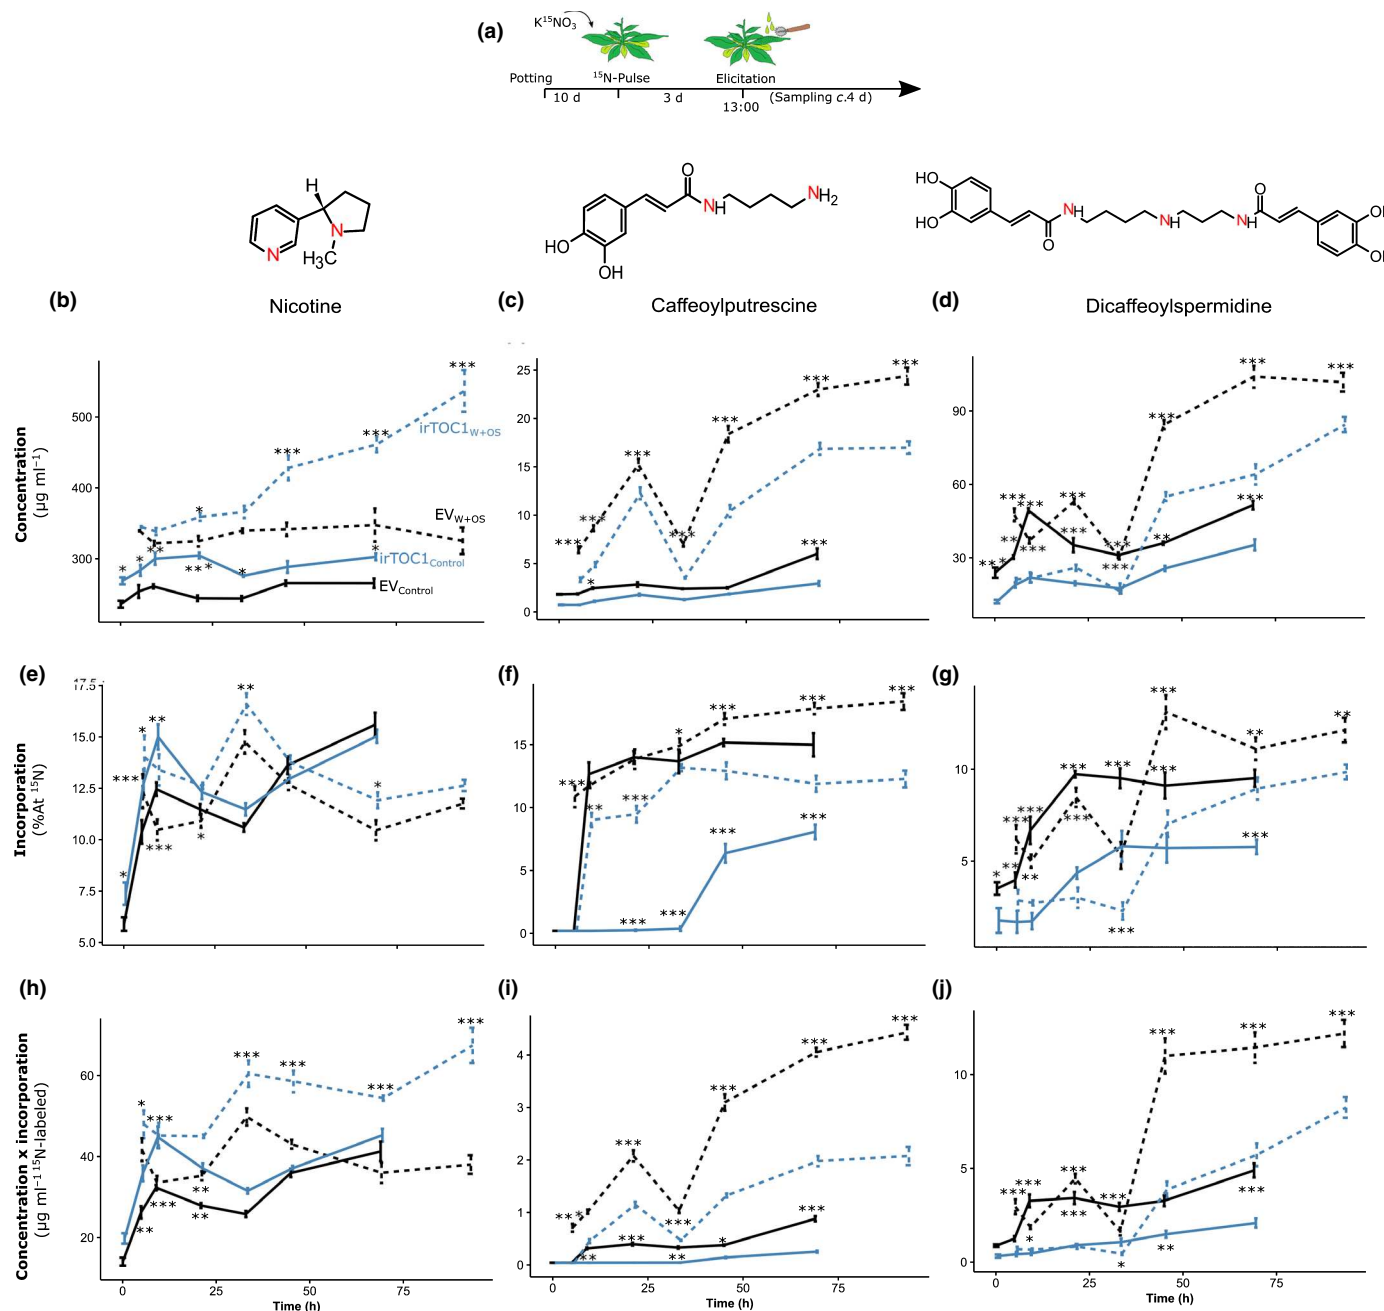 (a)
K¹⁵NO₃
Potting
¹⁵N-Pulse
Elicitation
10 d
3 d
13:00
(Sampling c.4 d)
H
N
N
H₃C
O
N
H
NH₂
HO
OH
HO
HO
O
N
H
N
H
N
H
O
(b)
Nicotine
(c)
Caffeoylputrescine
(d)
Dicaffeoylspermidine
Concentration
(µg ml⁻¹)
500
400
300
irTOC1W+OS
EVW+OS
irTOC1Control
EVControl
25
20
15
10
5
0
90
60
30
(e)
(f)
(g)
Incorporation
(%At ¹⁵N)
17.5
15.0
12.5
10.0
7.5
5.0
15
10
5
0
10
5
(h)
(i)
(j)
Concentration x incorporation
(µg ml⁻¹ ¹⁵N-labeled)
60
40
20
4
3
2
1
0
10
5
0
0
25
50
75
Time (h)
0
25
50
75
Time (h)
0
25
50
75
Time (h)